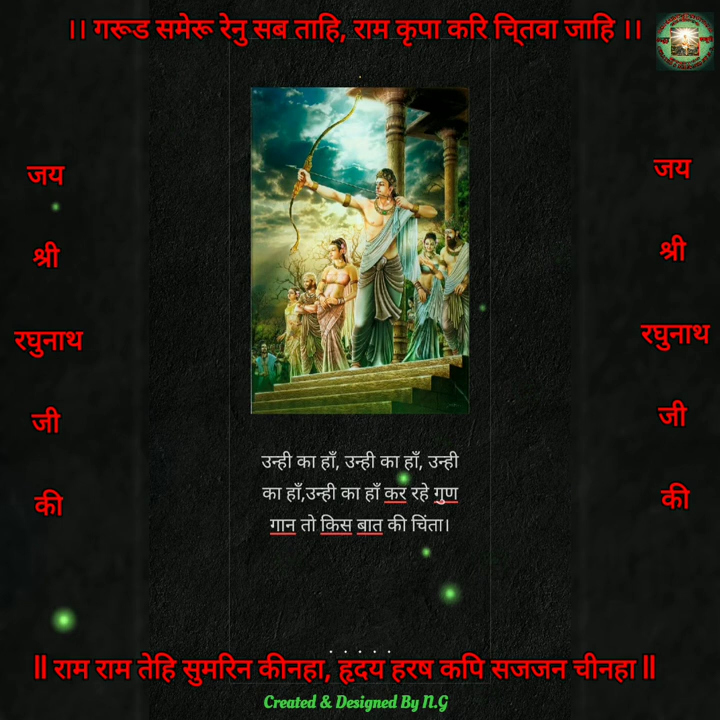 ।। गरूड समेरू रेनु सब ताहि, राम कृपा करि चि्तवा जाहि ।।
जय
श्री
रघुनाथ
जी
की
जय
श्री
रघुनाथ
जी
की
उन्ही का हाँ, उन्ही का हाँ, उन्ही
का हाँ,उन्ही का हाँ कर रहे गुण
गान तो किस बात की चिंता।
. . . . .
॥ राम राम तेहि सुमरिन कीनहा, हृदय हरष कपि सजजन चीनहा ॥
Created & Designed By N.G